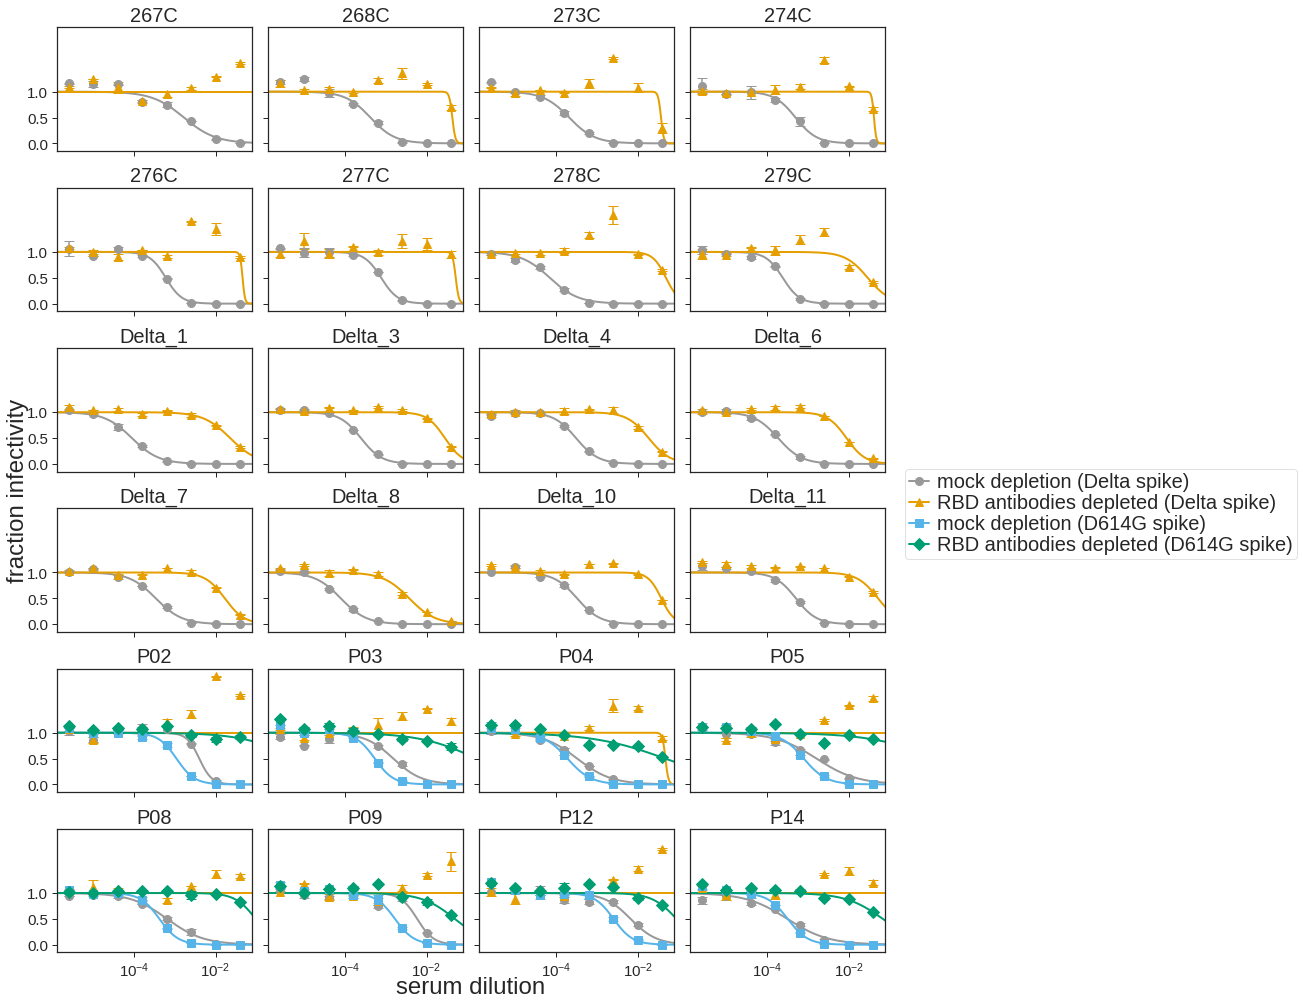 267C 268C 273C 274C
1.0
0.5
0.0
276C 277C 278C 279C
1.0
0.5
0.0
Delta_1 Delta_3 Delta_4 Delta_6
1.0
0.5
0.0
fraction infectivity
Delta_7 Delta_8 Delta_10 Delta_11
1.0
0.5
0.0
mock depletion (Delta spike)
RBD antibodies depleted (Delta spike)
mock depletion (D614G spike)
RBD antibodies depleted (D614G spike)
P02 P03 P04 P05
1.0
0.5
0.0
P08 P09 P12 P14
1.0
0.5
0.0
10⁻⁴ 10⁻² 10⁻⁴ 10⁻² 10⁻⁴ 10⁻² 10⁻⁴ 10⁻²
serum dilution